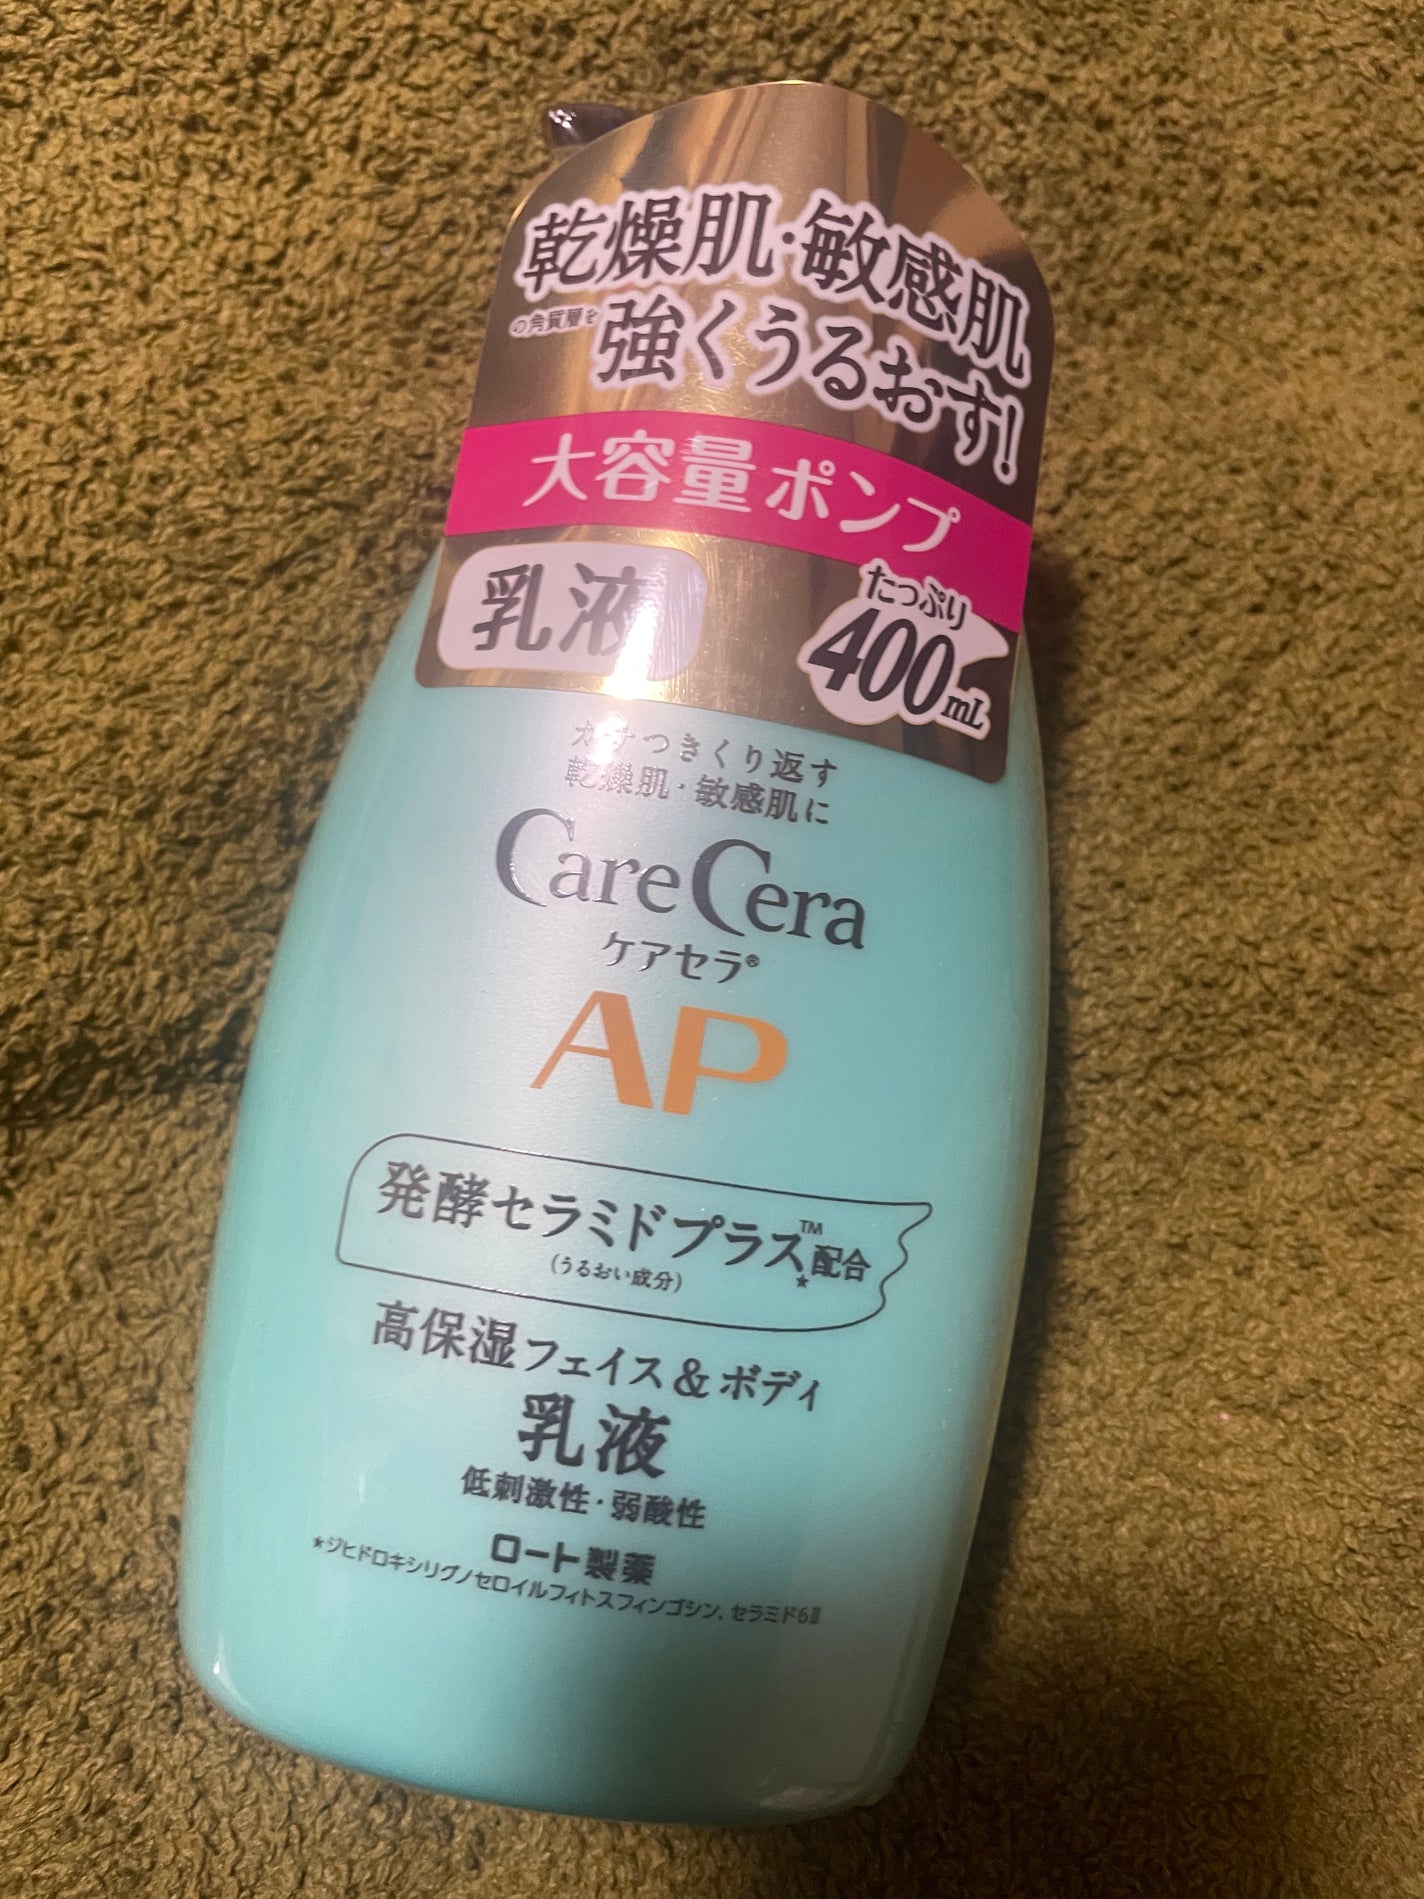 乾燥肌・敏感肌
の角質層を 強くうるおす!
大容量ポンプ
乳液
たっぷり
400mL
カサつきくり返す
乾燥肌・敏感肌に
CareCera
ケアセラ®
AP
発酵セラミドプラス™★配合
(うるおい成分)
高保湿フェイス&ボディ
乳液
低刺激性・弱酸性
ロート製薬
★ジヒドロキシリグノセロイルフィトスフィンゴシン、セラミド6Ⅱ